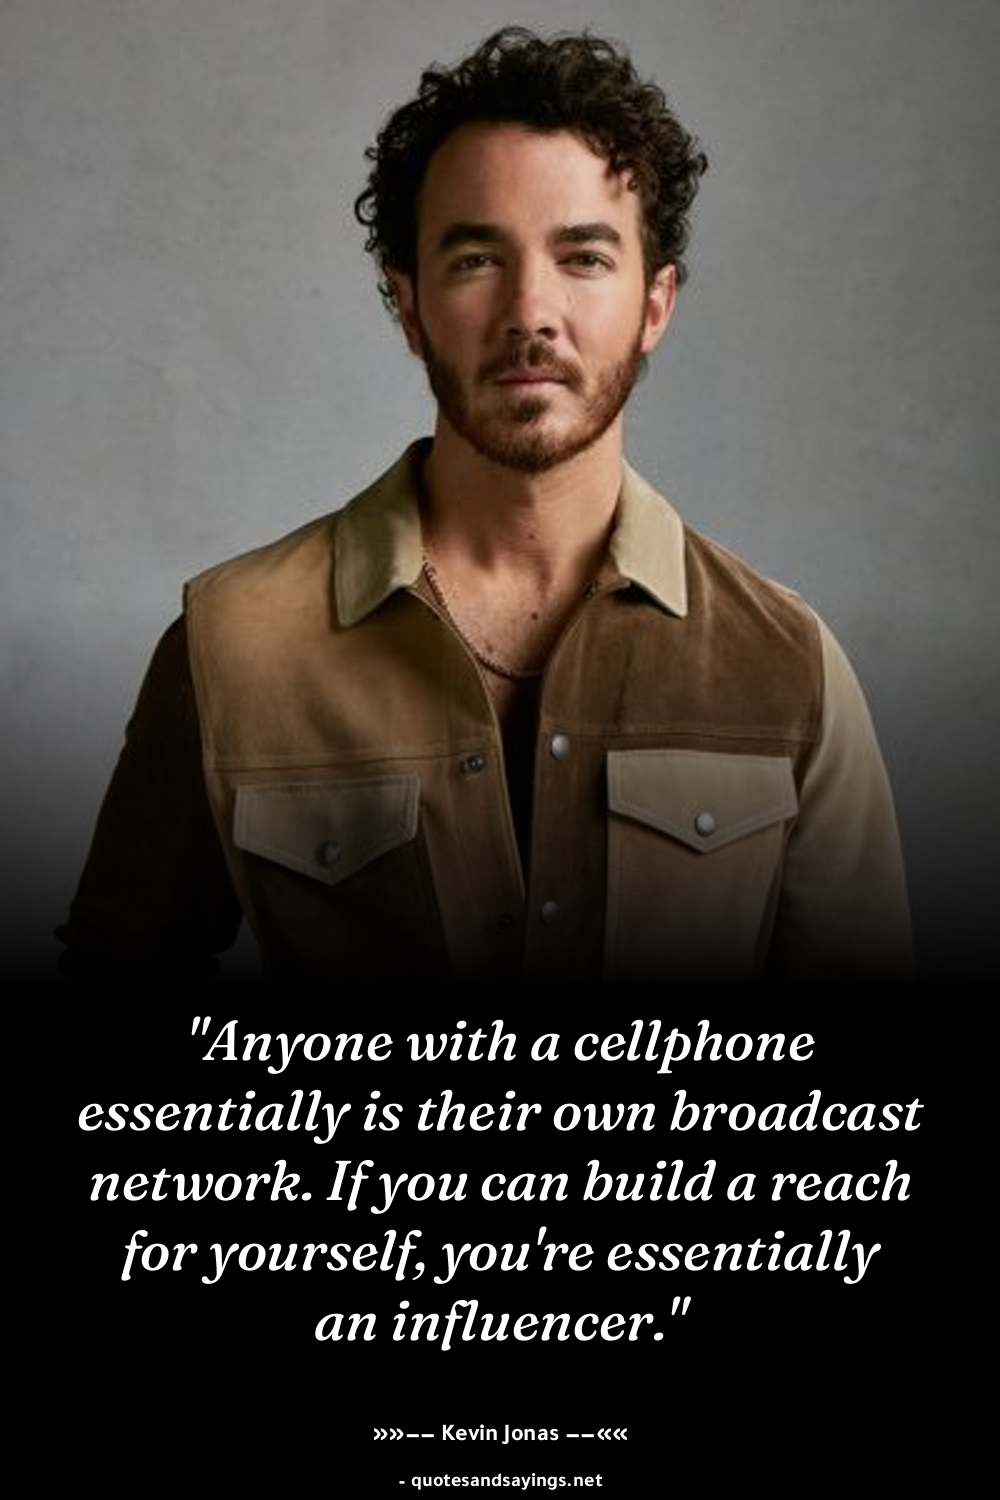 "Anyone with a cellphone
essentially is their own broadcast
network. If you can build a reach
for yourself, you're essentially
an influencer."
»»−− Kevin Jonas −−««
- quotesandsayings.net